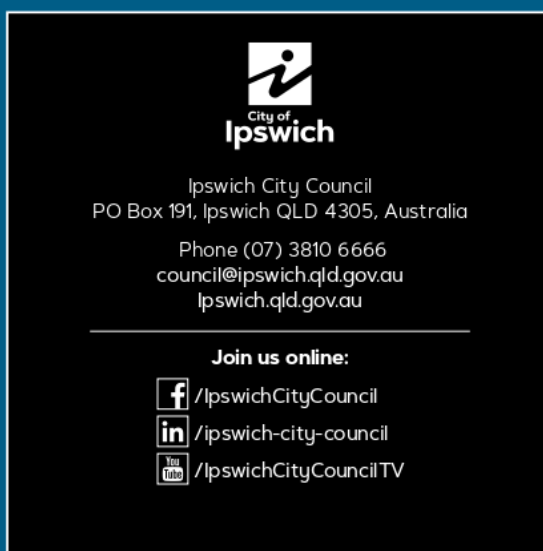 City of
Ipswich
Ipswich City Council
PO Box 191, Ipswich QLD 4305, Australia
Phone (07) 3810 6666
council@ipswich.qld.gov.au
Ipswich.qld.gov.au
Join us online:
f /IpswichCityCouncil
in /ipswich-city-council
You Tube /IpswichCityCouncilTV